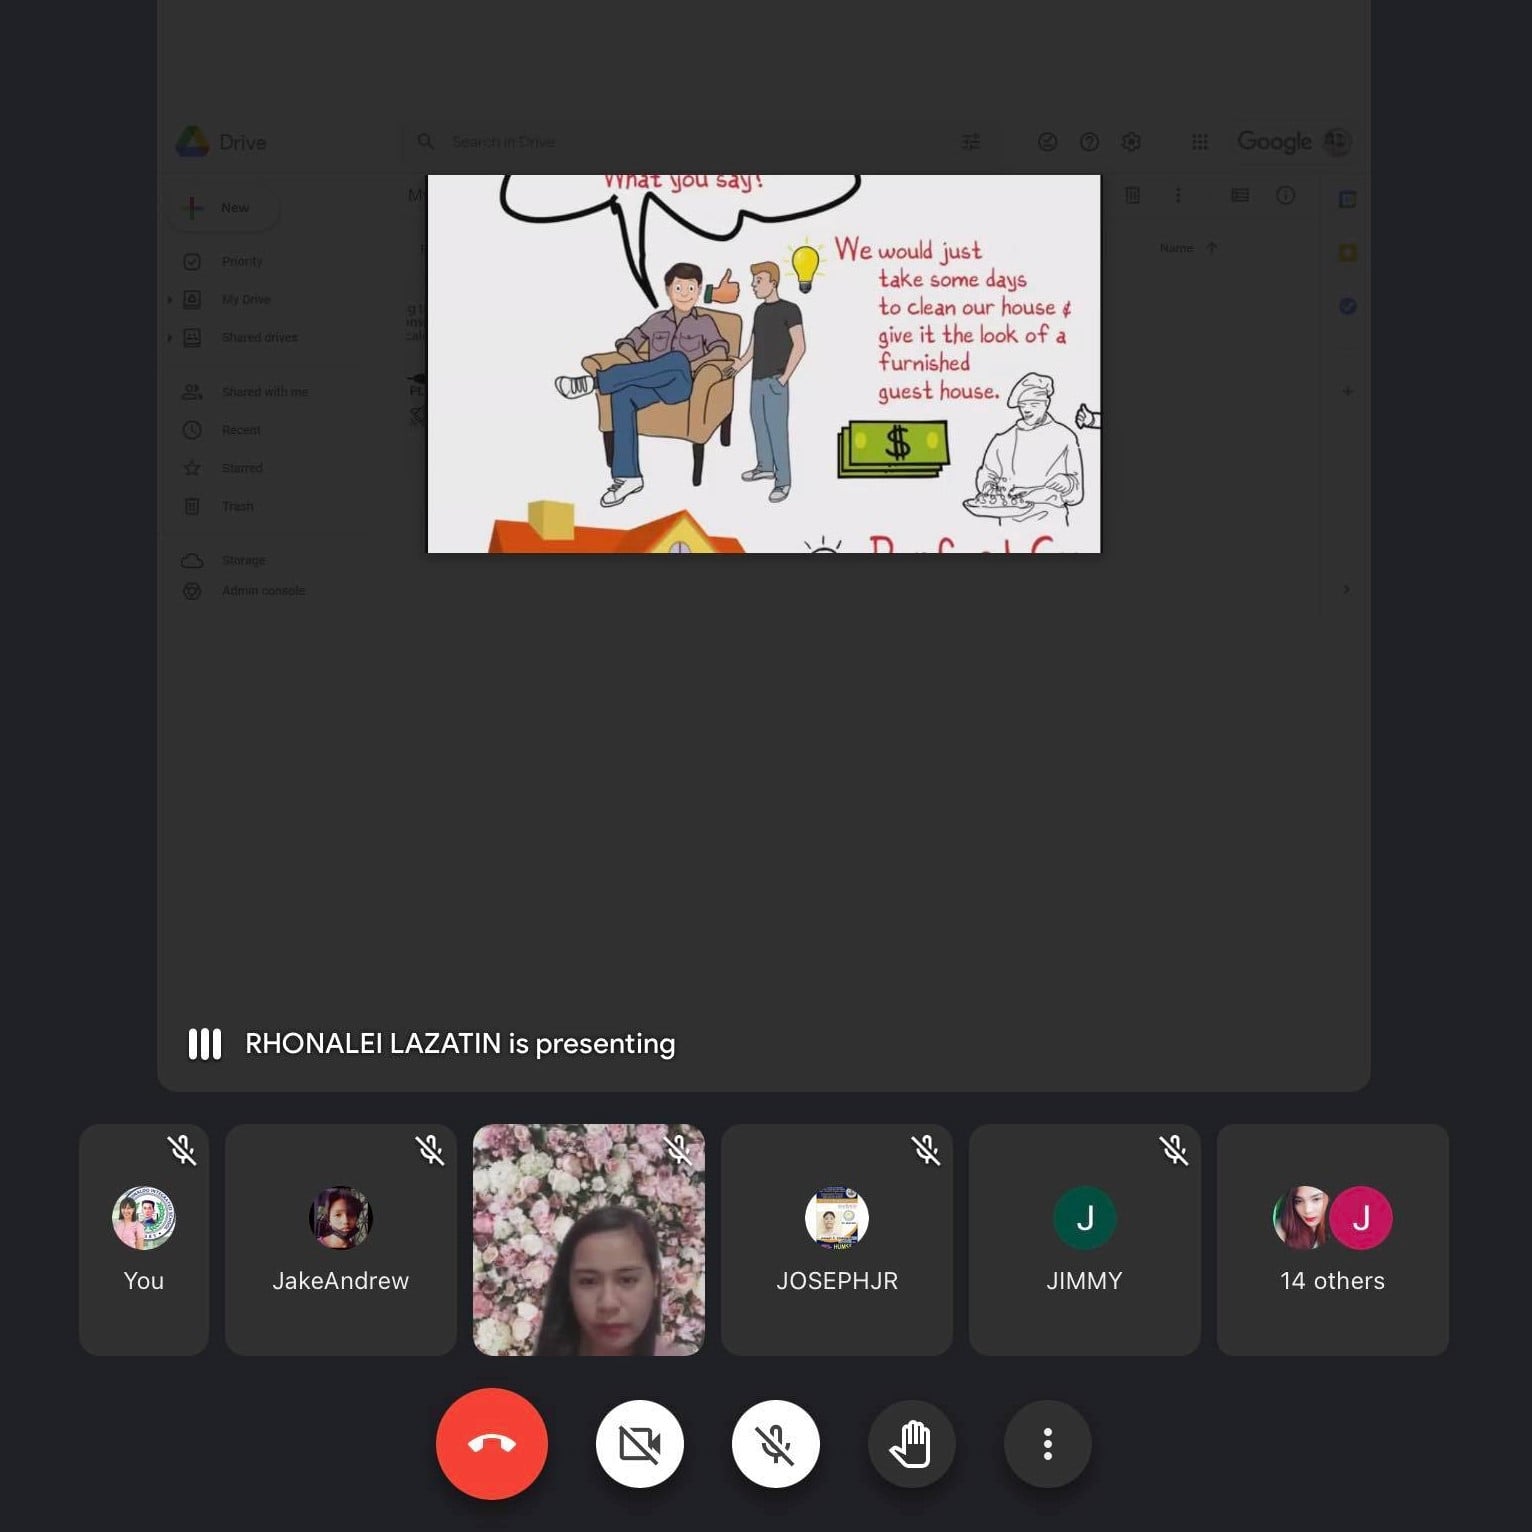 Drive
Search in Drive
Google
New
M
Name
Priority
My Drive
Shared drives
Shared with me
Recent
Starred
Trash
Storage
Admin console
What you say?
We would just
take some days
to clean our house &
give it the look of a
furnished
guest house.
$
RHONALEI LAZATIN is presenting
You
JakeAndrew
JOSEPHJR
HUMSS
J
JIMMY
J
14 others